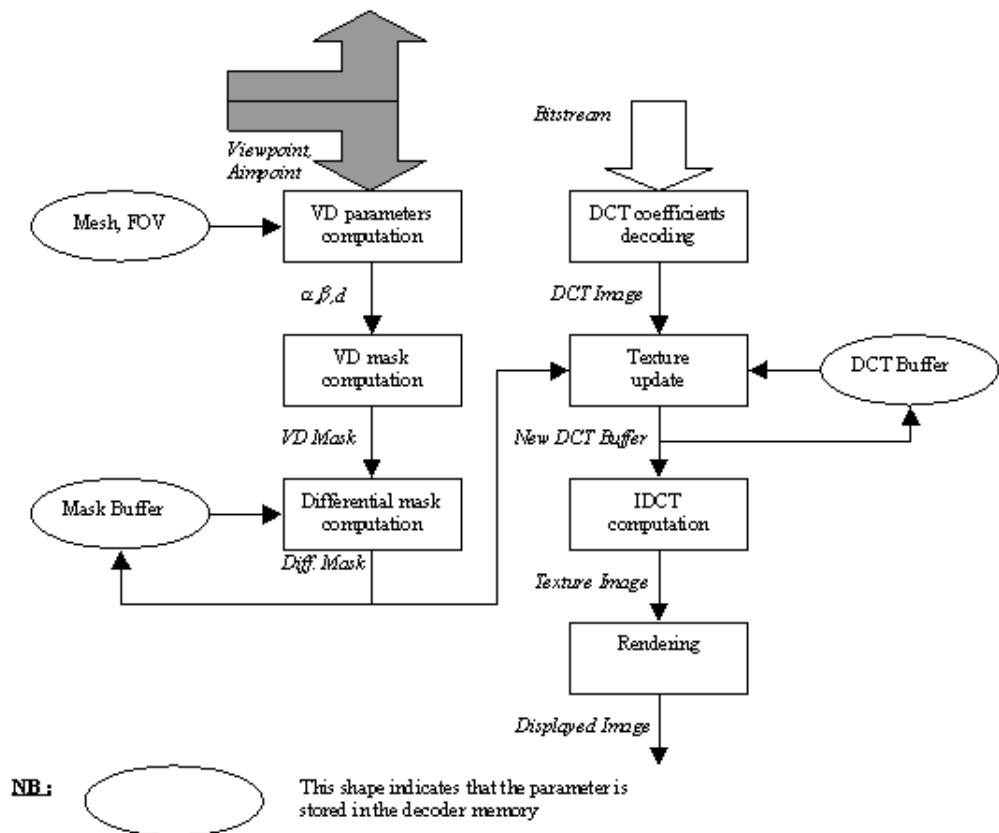 Viewpoint,
Aimpoint
Bitstream
Mesh, FOV
VD parameters
computation
DCT coefficients
decoding
α,β,d
DCT Image
VD mask
computation
Texture
update
DCT Buffer
VD Mask
New DCT Buffer
Mask Buffer
Differential mask
computation
IDCT
computation
Diff. Mask
Texture Image
Rendering
Displayed Image
NB :
This shape indicates that the parameter is
stored in the decoder memory